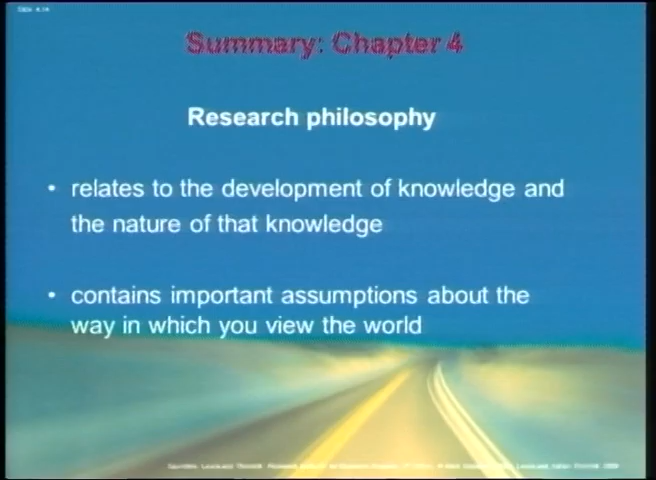 Summary: Chapter 4
Research philosophy
• relates to the development of knowledge and
the nature of that knowledge
• contains important assumptions about the
way in which you view the world